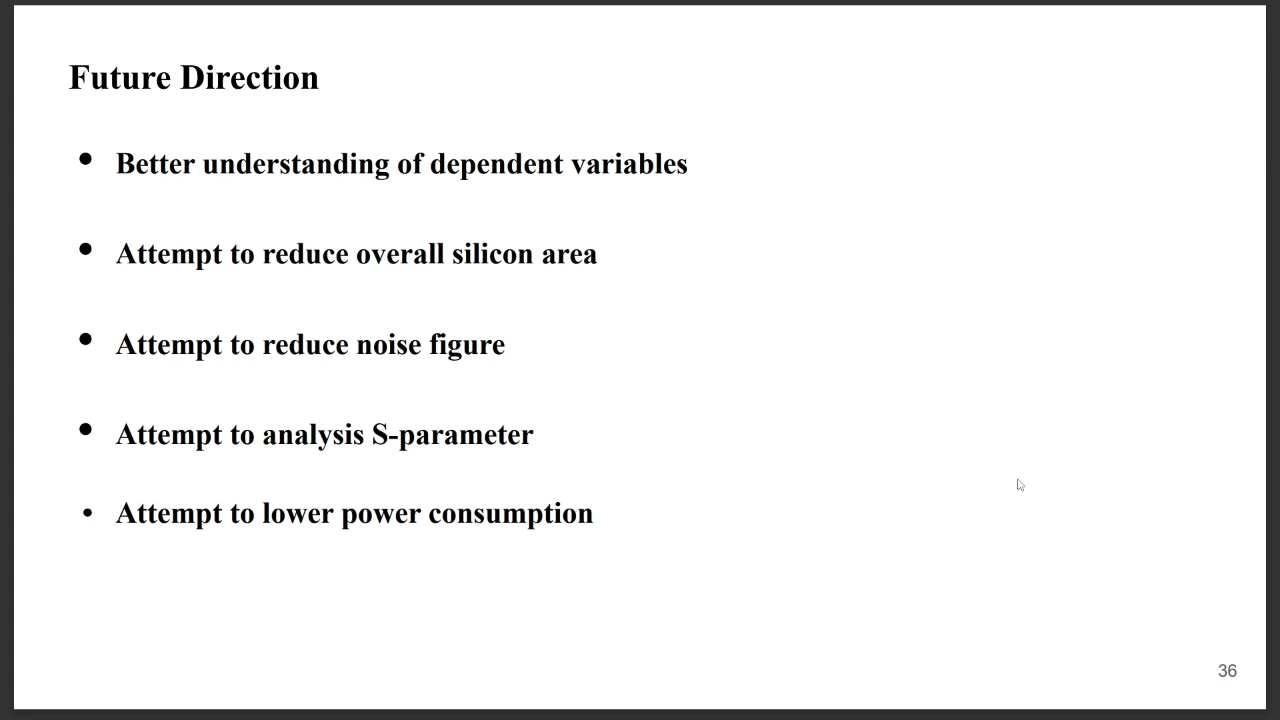 Future Direction
• Better understanding of dependent variables
• Attempt to reduce overall silicon area
• Attempt to reduce noise figure
• Attempt to analysis S-parameter
• Attempt to lower power consumption
36